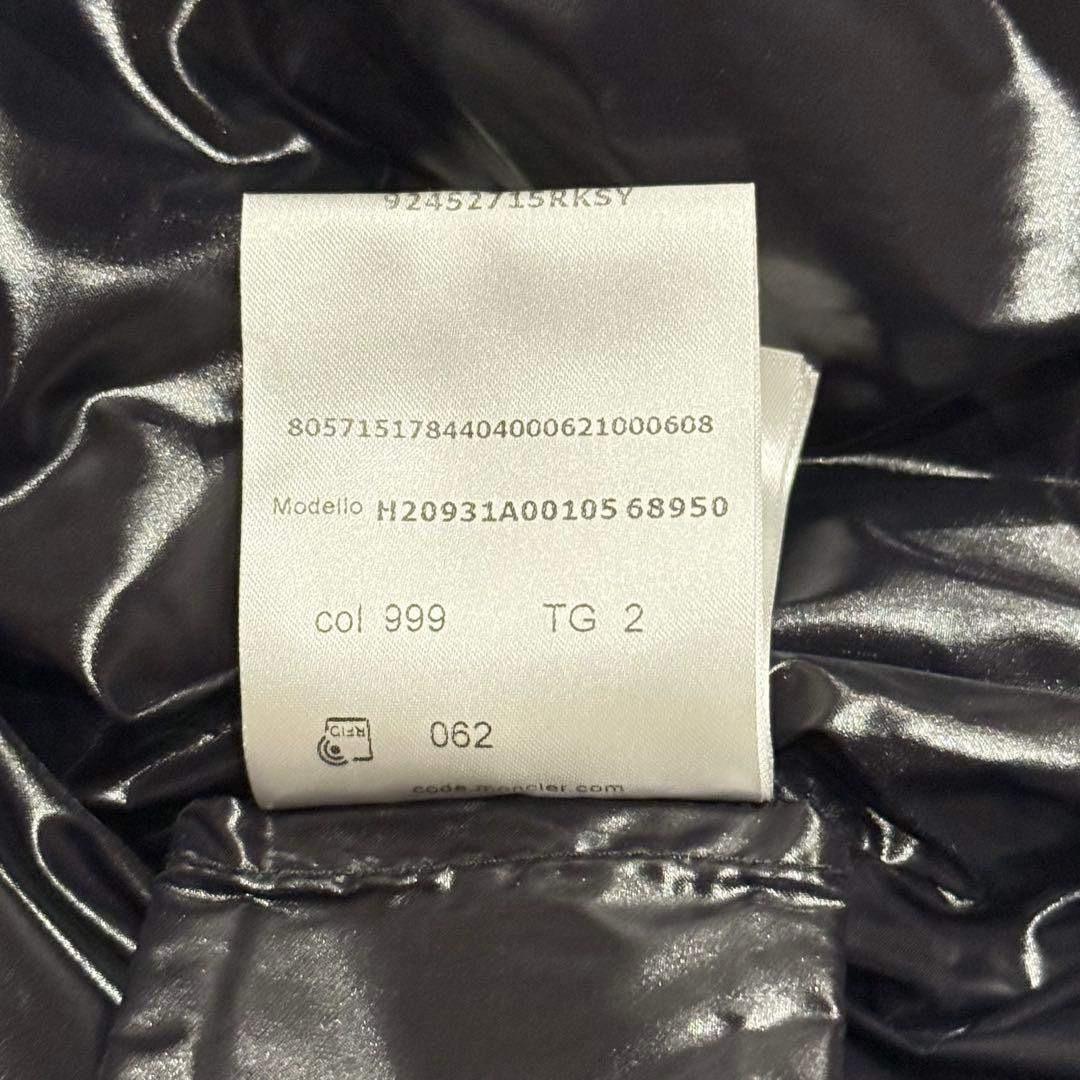 92452715RKSY
8057151784404000621000608
Modello H20931A00105 68950
col 999 TG 2
RFID 062
code.moncler.com